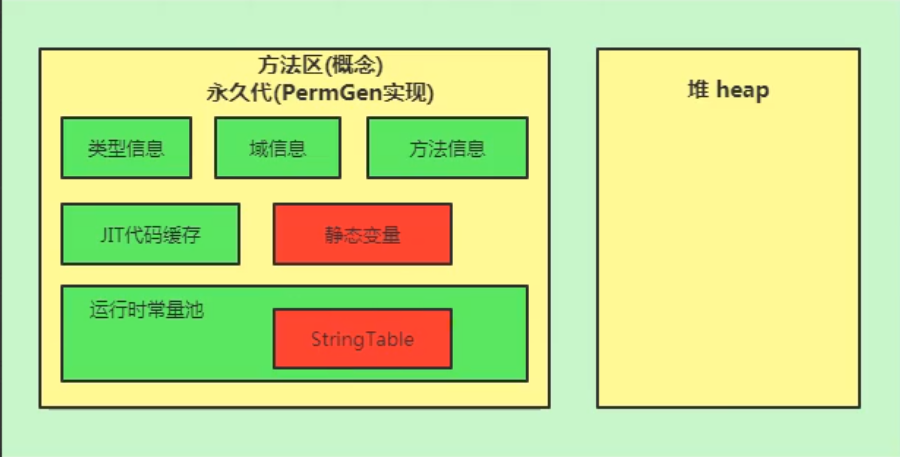 方法区(概念)
永久代(PermGen实现)
堆 heap
类型信息
域信息
方法信息
JIT代码缓存
静态变量
运行时常量池
StringTable